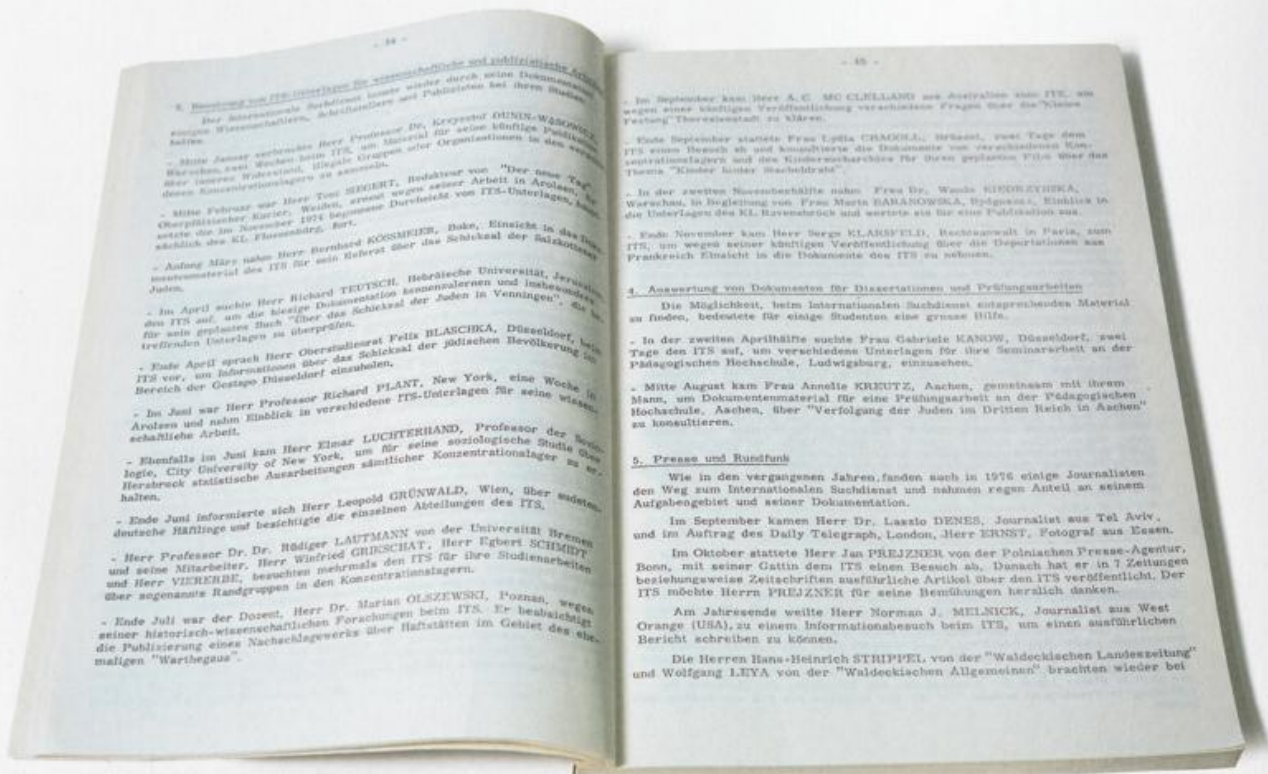 - 14 -
3. Benutzung von ITS-Unterlagen für wissenschaftliche und publizistische Arbeiten
Der Internationale Suchdienst konnte wieder durch seine Dokumentation
einigen Wissenschaftlern, Schriftstellern und Publizisten bei ihren Studien
helfen.
- Mitte Januar verbrachte Herr Professor Dr. Krzysztof DUNIN-WĄSOWICZ,
Warschau, zwei Wochen beim ITS, um Material für seine künftige Publikation
über inneren Widerstand, illegale Gruppen oder Organisationen in den
denen Konzentrationslagern zu sammeln.
- Mitte Februar war Herr Toni SIEGERT, Redakteur von "Der neue Tag",
Oberpfälzischer Kurier, Weiden, erneut wegen seiner Arbeit in Arolsen. Er
setzte die im November 1974 begonnene Durchsicht von ITS-Unterlagen,
sächlich des KL Flossenbürg, fort.
- Anfang März nahm Herr Bernhard KÖSSMEIER, Boke, Einsicht in das Doku-
mentenmaterial des ITS für sein Referat über das Schicksal der Salzkottener
Juden.
- Im April suchte Herr Richard TEUTSCH, Hebräische Universität, Jerusalem,
den ITS auf, um die hiesige Dokumentation kennenzulernen und insbesondere
für sein geplantes Buch "Über das Schicksal der Juden in Venningen" die be-
treffenden Unterlagen zu überprüfen.
- Ende April sprach Herr Oberstudienrat Felix BLASCHKA, Düsseldorf, beim
ITS vor, um Informationen über das Schicksal der jüdischen Bevölkerung im
Bereich der Gestapo Düsseldorf einzuholen.
- Im Juni war Herr Professor Richard PLANT, New York, eine Woche in
Arolsen und nahm Einblick in verschiedene ITS-Unterlagen für seine wissen-
schaftliche Arbeit.
- Ebenfalls im Juni kam Herr Elmar LUCHTERHAND, Professor der Sozio-
logie, City University of New York, um für seine soziologische Studie über
Hersbruck statistische Ausarbeitungen sämtlicher Konzentrationslager zu er-
halten.
- Ende Juni informierte sich Herr Leopold GRÜNWALD, Wien, über sudeten-
deutsche Häftlinge und besichtigte die einzelnen Abteilungen des ITS.
- Herr Professor Dr. Dr. Rüdiger LAUTMANN von der Universität Bremen
und seine Mitarbeiter, Herr Winfried GRIKSCHAT, Herr Egbert SCHMIDT
und Herr VIEREBE, besuchten mehrmals den ITS für ihre Studienarbeiten
über sogenannte Randgruppen in den Konzentrationslagern.
- Ende Juli war der Dozent, Herr Dr. Marian OLSZEWSKI, Poznan, wegen
seiner historisch-wissenschaftlichen Forschungen beim ITS. Er beabsichtigt
die Publizierung eines Nachschlagewerks über Haftstätten im Gebiet des ehe-
maligen "Warthegaus".
- 15 -
- Im September kam Herr A. C. MC CLELLAND aus Australien zum ITS, um
wegen einer künftigen Veröffentlichung verschiedene Fragen über die "Kleine
Festung" Theresienstadt zu klären.
- Ende September stattete Frau Lydia CHAGOLL, Brüssel, zwei Tage dem
ITS einen Besuch ab und konsultierte die Dokumente von verschiedenen Kon-
zentrationslagern und des Kindersucharchivs für ihren geplanten Film über das
Thema "Kinder hinter Stacheldraht".
- In der zweiten Novemberhälfte nahm Frau Dr. Wanda KIEDRZYŃSKA,
Warschau, in Begleitung von Frau Maria BARANOWSKA, Bydgoszcz, Einblick in
die Unterlagen des KL Ravensbrück und wertete sie für eine Publikation aus.
- Ende November kam Herr Serge KLARSFELD, Rechtsanwalt in Paris, zum
ITS, um wegen seiner künftigen Veröffentlichung über die Deportationen aus
Frankreich Einsicht in die Dokumente des ITS zu nehmen.
4. Auswertung von Dokumenten für Dissertationen und Prüfungsarbeiten
Die Möglichkeit, beim Internationalen Suchdienst entsprechendes Material
zu finden, bedeutete für einige Studenten eine grosse Hilfe.
- In der zweiten Aprilhälfte suchte Frau Gabriele KANOW, Düsseldorf, zwei
Tage den ITS auf, um verschiedene Unterlagen für ihre Seminararbeit an der
Pädagogischen Hochschule, Ludwigsburg, einzusehen.
- Mitte August kam Frau Annelie KREUTZ, Aachen, gemeinsam mit ihrem
Mann, um Dokumentenmaterial für eine Prüfungsarbeit an der Pädagogischen
Hochschule, Aachen, über "Verfolgung der Juden im Dritten Reich in Aachen"
zu konsultieren.
5. Presse und Rundfunk
Wie in den vergangenen Jahren, fanden auch in 1976 einige Journalisten
den Weg zum Internationalen Suchdienst und nahmen regen Anteil an seinem
Aufgabengebiet und seiner Dokumentation.
Im September kamen Herr Dr. Laszlo DENES, Journalist aus Tel Aviv,
und im Auftrag des Daily Telegraph, London, Herr ERNST, Fotograf aus Essen.
Im Oktober stattete Herr Jan PREJZNER von der Polnischen Presse-Agentur,
Bonn, mit seiner Gattin dem ITS einen Besuch ab. Danach hat er in 7 Zeitungen
beziehungsweise Zeitschriften ausführliche Artikel über den ITS veröffentlicht. Der
ITS möchte Herrn PREJZNER für seine Bemühungen herzlich danken.
Am Jahresende weilte Herr Norman J. MELNICK, Journalist aus West
Orange (USA), zu einem Informationsbesuch beim ITS, um einen ausführlichen
Bericht schreiben zu können.
Die Herren Hans-Heinrich STRIPPEL von der "Waldeckischen Landeszeitung"
und Wolfgang LEYA von der "Waldeckischen Allgemeinen" brachten wieder bei